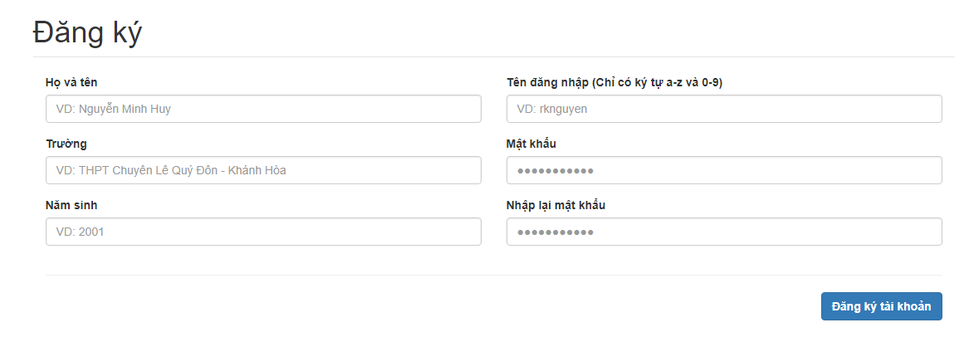 Đăng ký
Họ và tên
VD: Nguyễn Minh Huy
Trường
VD: THPT Chuyên Lê Quý Đôn - Khánh Hòa
Năm sinh
VD: 2001
Tên đăng nhập (Chỉ có ký tự a-z và 0-9)
VD: rknguyen
Mật khẩu
●●●●●●●●●●●
Nhập lại mật khẩu
●●●●●●●●●●●
Đăng ký tài khoản